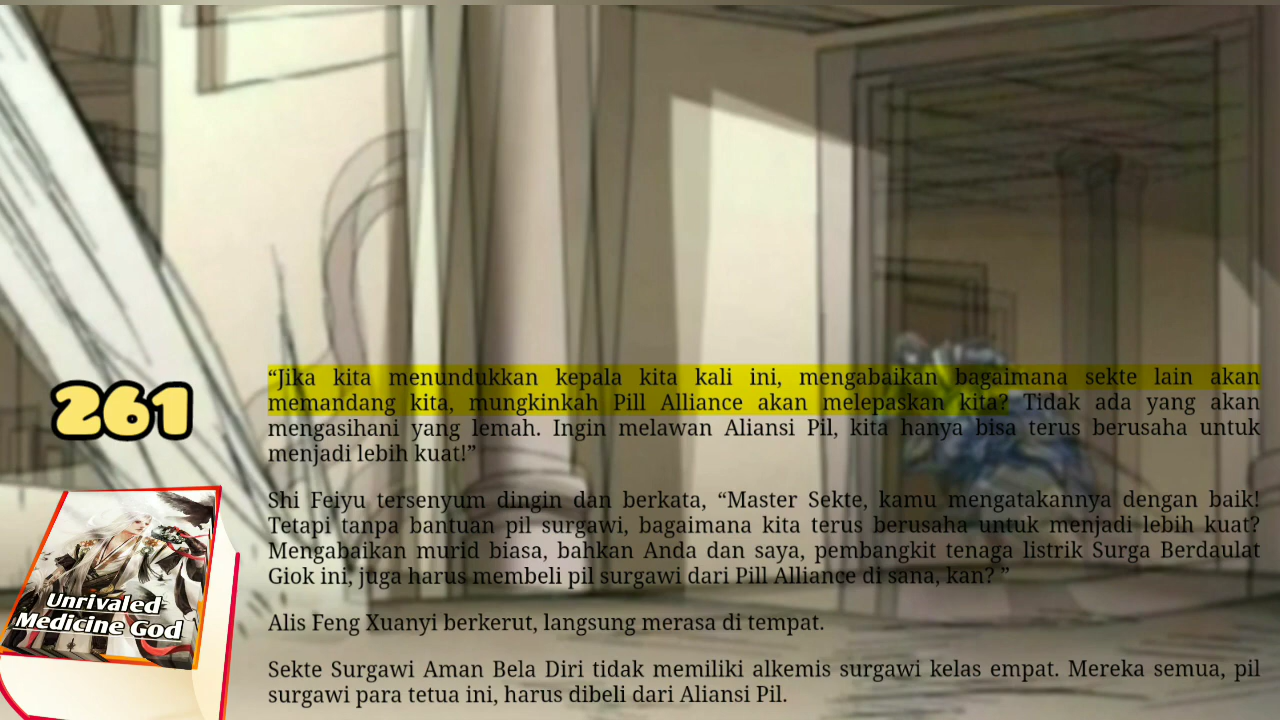 “Jika kita menundukkan kepala kita kali ini, mengabaikan bagaimana sekte lain akan
memandang kita, mungkinkah Pill Alliance akan melepaskan kita? Tidak ada yang akan
mengasihani yang lemah. Ingin melawan Aliansi Pil, kita hanya bisa terus berusaha untuk
menjadi lebih kuat!”
Shi Feiyu tersenyum dingin dan berkata, “Master Sekte, kamu mengatakannya dengan baik!
Tetapi tanpa bantuan pil surgawi, bagaimana kita terus berusaha untuk menjadi lebih kuat?
Mengabaikan murid biasa, bahkan Anda dan saya, pembangkit tenaga listrik Surga Berdaulat
Giok ini, juga harus membeli pil surgawi dari Pill Alliance di sana, kan? ”
Alis Feng Xuanyi berkerut, langsung merasa di tempat.
Sekte Surgawi Aman Bela Diri tidak memiliki alkemis surgawi kelas empat. Mereka semua, pil
surgawi para tetua ini, harus dibeli dari Aliansi Pil.
261
Unrivaled
Medicine God